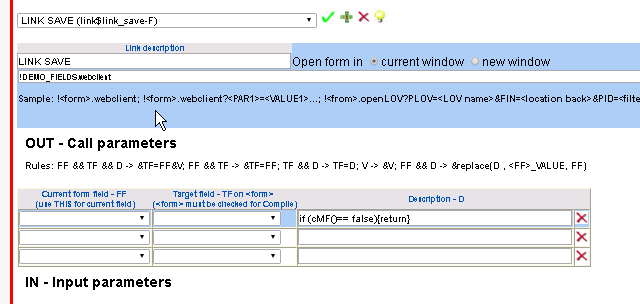 LINK SAVE (link$link_save-F)
Link description
LINK SAVE
Open form in current window new window
!DEMO_FIELDS.webclient
Sample: !<form>.webclient; !<form>.webclient?<PAR1>=<VALUE1>...; !<from>.openLOV?PLOV=<LOV name>&FIN=<location back>&PID=<filte
OUT - Call parameters
Rules: FF && TF && D -> &TF=FF&V; FF && TF -> &TF=FF; TF && D -> TF=D; V -> &V; FF && D -> &replace(D , <FF>_VALUE, FF)
Current form field - FF
(use THIS for current field)
Target field - TF on <form>
(<form> must be checked for Compile)
Description - D
if (cMF()== false){return}
IN - Input parameters